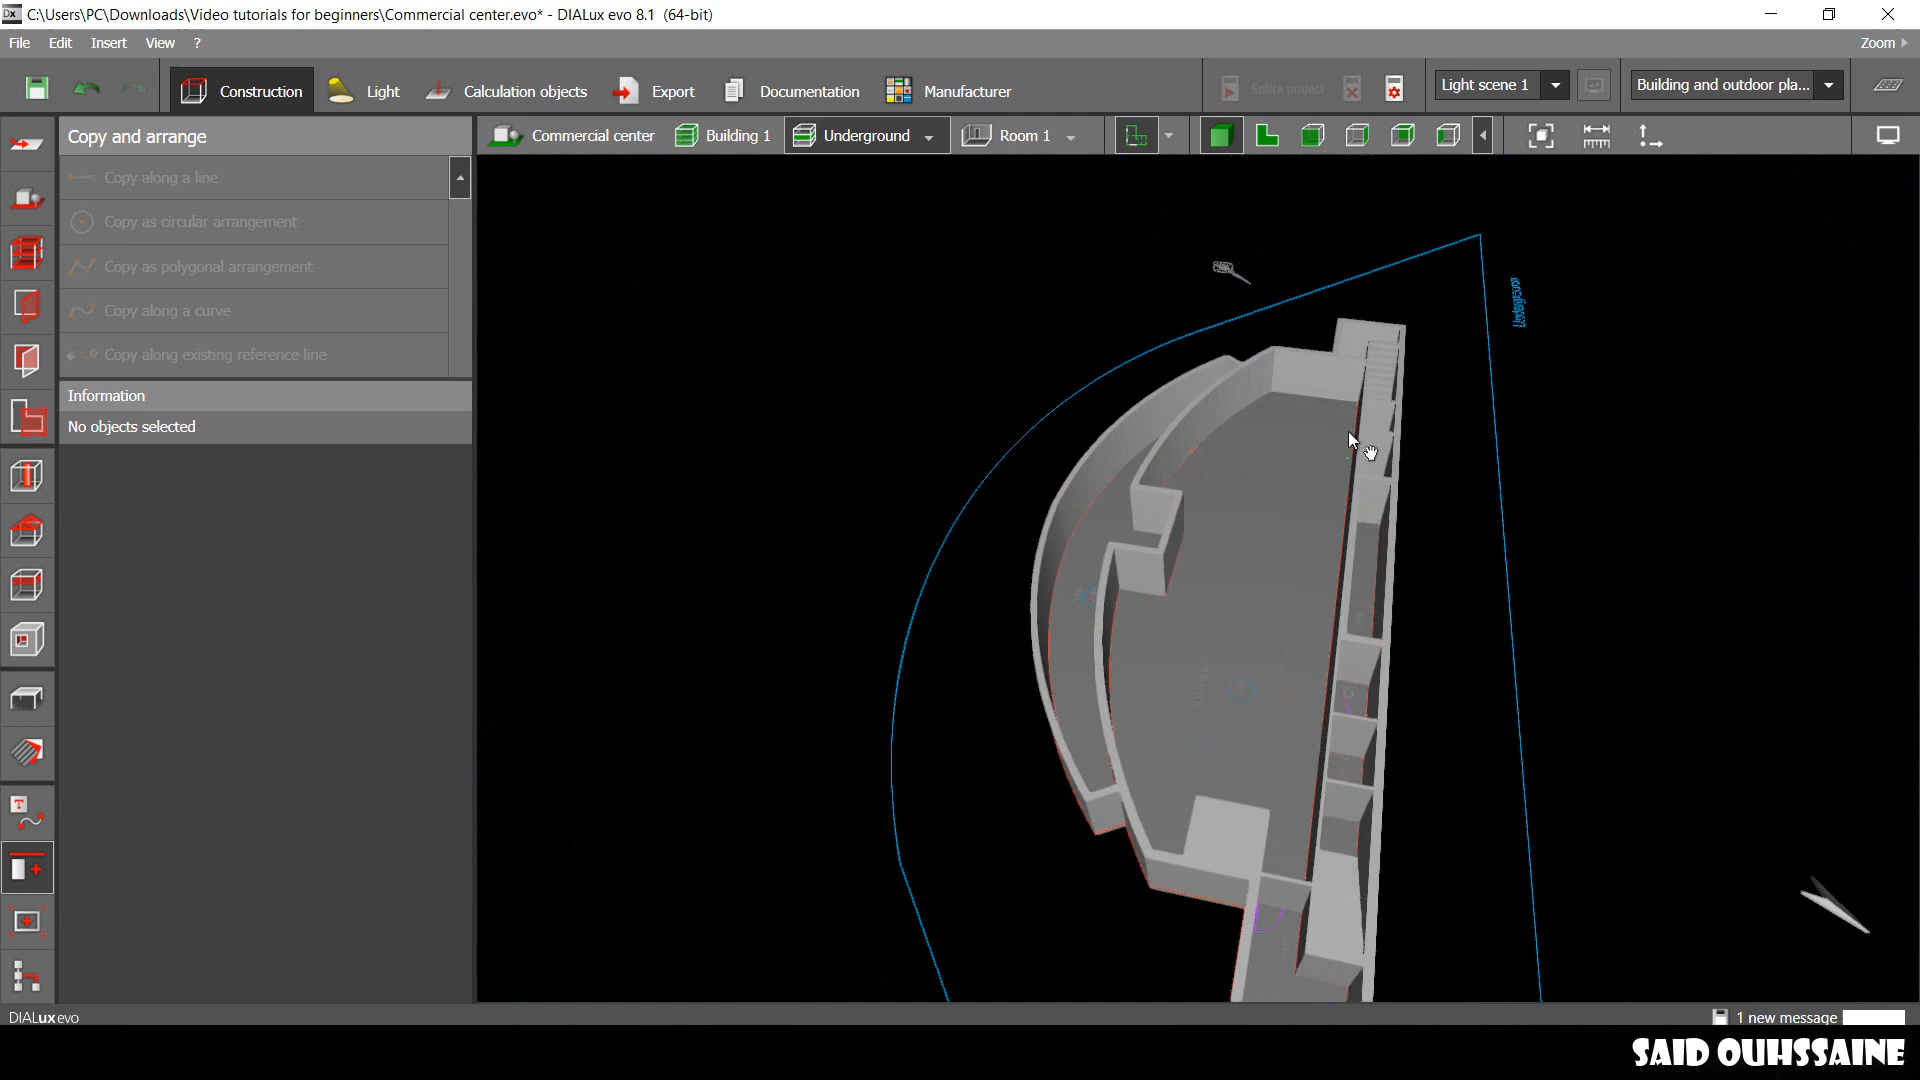 C:\Users\PC\Downloads\Video tutorials for beginners\Commercial center.evo* - DIALux evo 8.1 (64-bit)
File Edit Insert View ? Zoom
Construction Light Calculation objects Export Documentation Manufacturer Entire project Light scene 1 Building and outdoor pla...
Copy and arrange
Commercial center Building 1 Underground Room 1
Copy along a line
Copy as circular arrangement
Copy as polygonal arrangement
Copy along a curve
Copy along existing reference line
Information
No objects selected
Underground
DIALux evo
1 new message
SAID OUHSSAINE